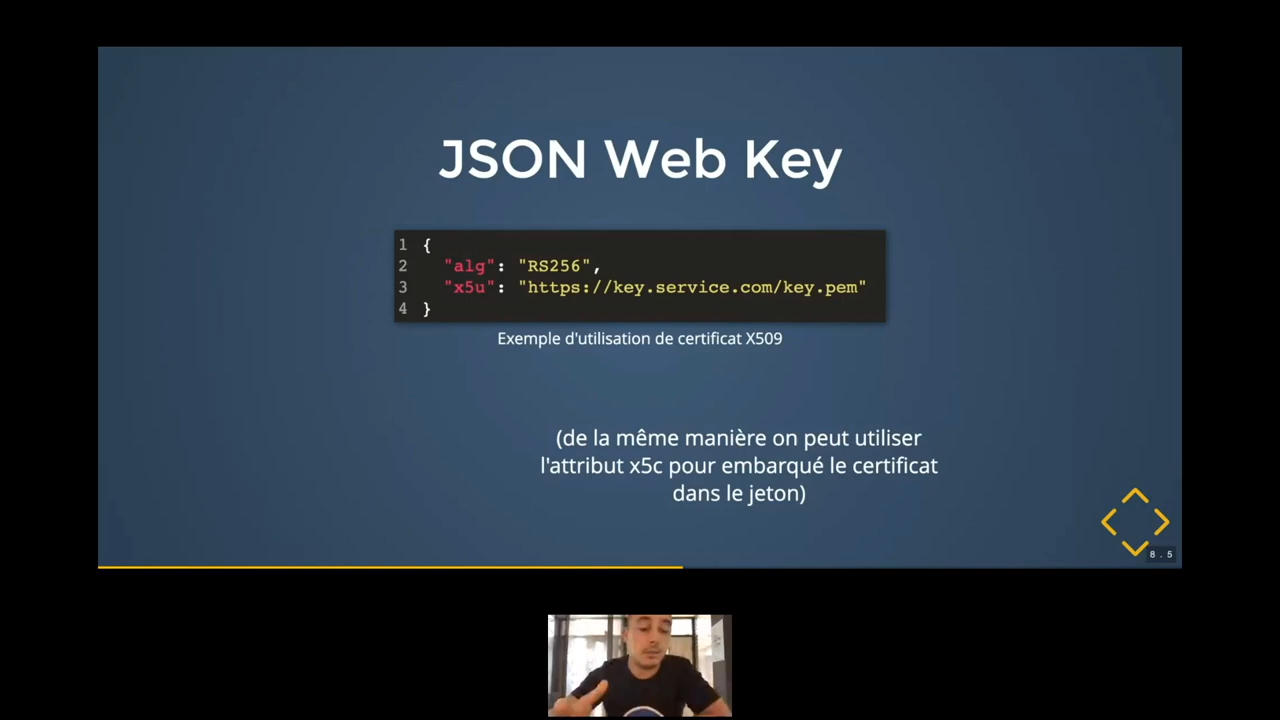 JSON Web Key
1 {
2 "alg": "RS256",
3 "x5u": "https://key.service.com/key.pem"
4 }
Exemple d'utilisation de certificat X509
(de la même manière on peut utiliser
l'attribut x5c pour embarqué le certificat
dans le jeton)
8.5